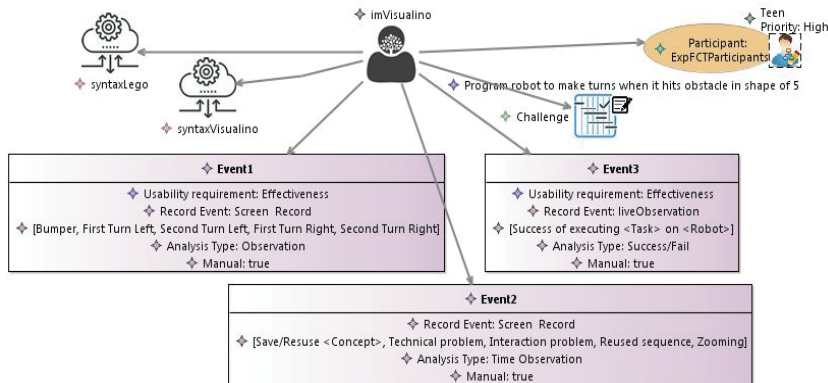 imVisualino
Teen
Priority: High
Participant:
ExpFCTParticipants
syntaxLego
syntaxVisualino
Program robot to make turns when it hits obstacle in shape of 5
Challenge
Event1
Usability requirement: Effectiveness
Record Event: Screen Record
[Bumper, First Turn Left, Second Turn Left, First Turn Right, Second Turn Right]
Analysis Type: Observation
Manual: true
Event3
Usability requirement: Effectiveness
Record Event: liveObservation
[Success of executing <Task> on <Robot>]
Analysis Type: Success/Fail
Manual: true
Event2
Record Event: Screen Record
[Save/Resuse <Concept>, Technical problem, Interaction problem, Reused sequence, Zooming]
Analysis Type: Time Observation
Manual: true